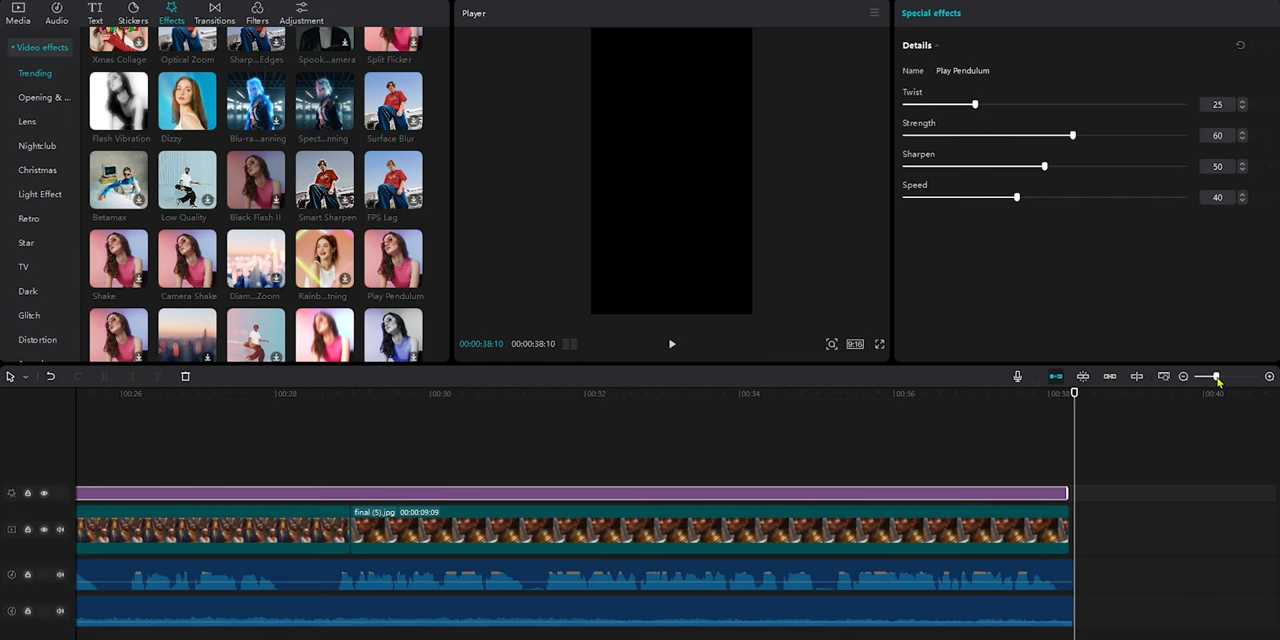 Media Audio Text Stickers Effects Transitions Filters Adjustment
Video effects
Trending
Opening & ...
Lens
Nightclub
Christmas
Light Effect
Retro
Star
TV
Dark
Glitch
Distortion
Xmas Collage Optical Zoom Sharp...Edges Spook...amera Split Flicker
Flash Vibration Dizzy Blu-ra...anning Spect...nning Surface Blur
Betamax Low Quality Black Flash II Smart Sharpen FPS Lag
Shake Camera Shake Diam...Zoom Rainb...tning Play Pendulum
Player
00:00:38:10 00:00:38:10
9:16
Special effects
Details
Name Play Pendulum
Twist
25
Strength
60
Sharpen
50
Speed
40
00:26 00:28 00:30 00:32 00:34 00:36 00:38 00:40
final (5).jpg 00:00:09:09